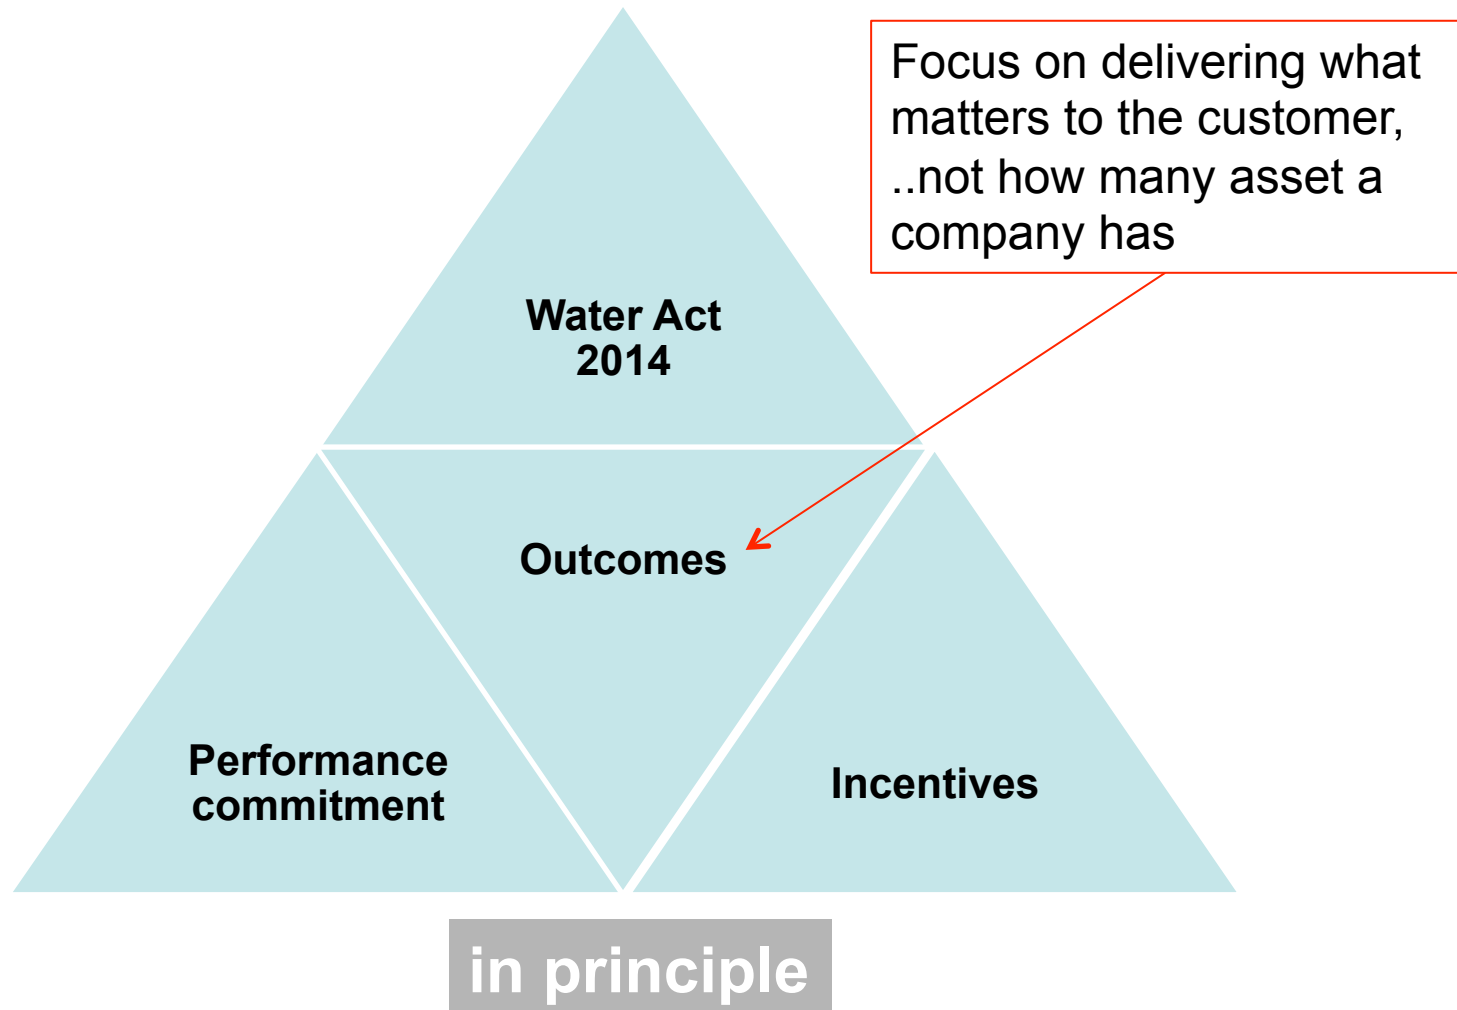 Focus on delivering what
matters to the customer,
..not how many asset a
company has
Water Act
2014
Outcomes
Performance
commitment
Incentives
in principle